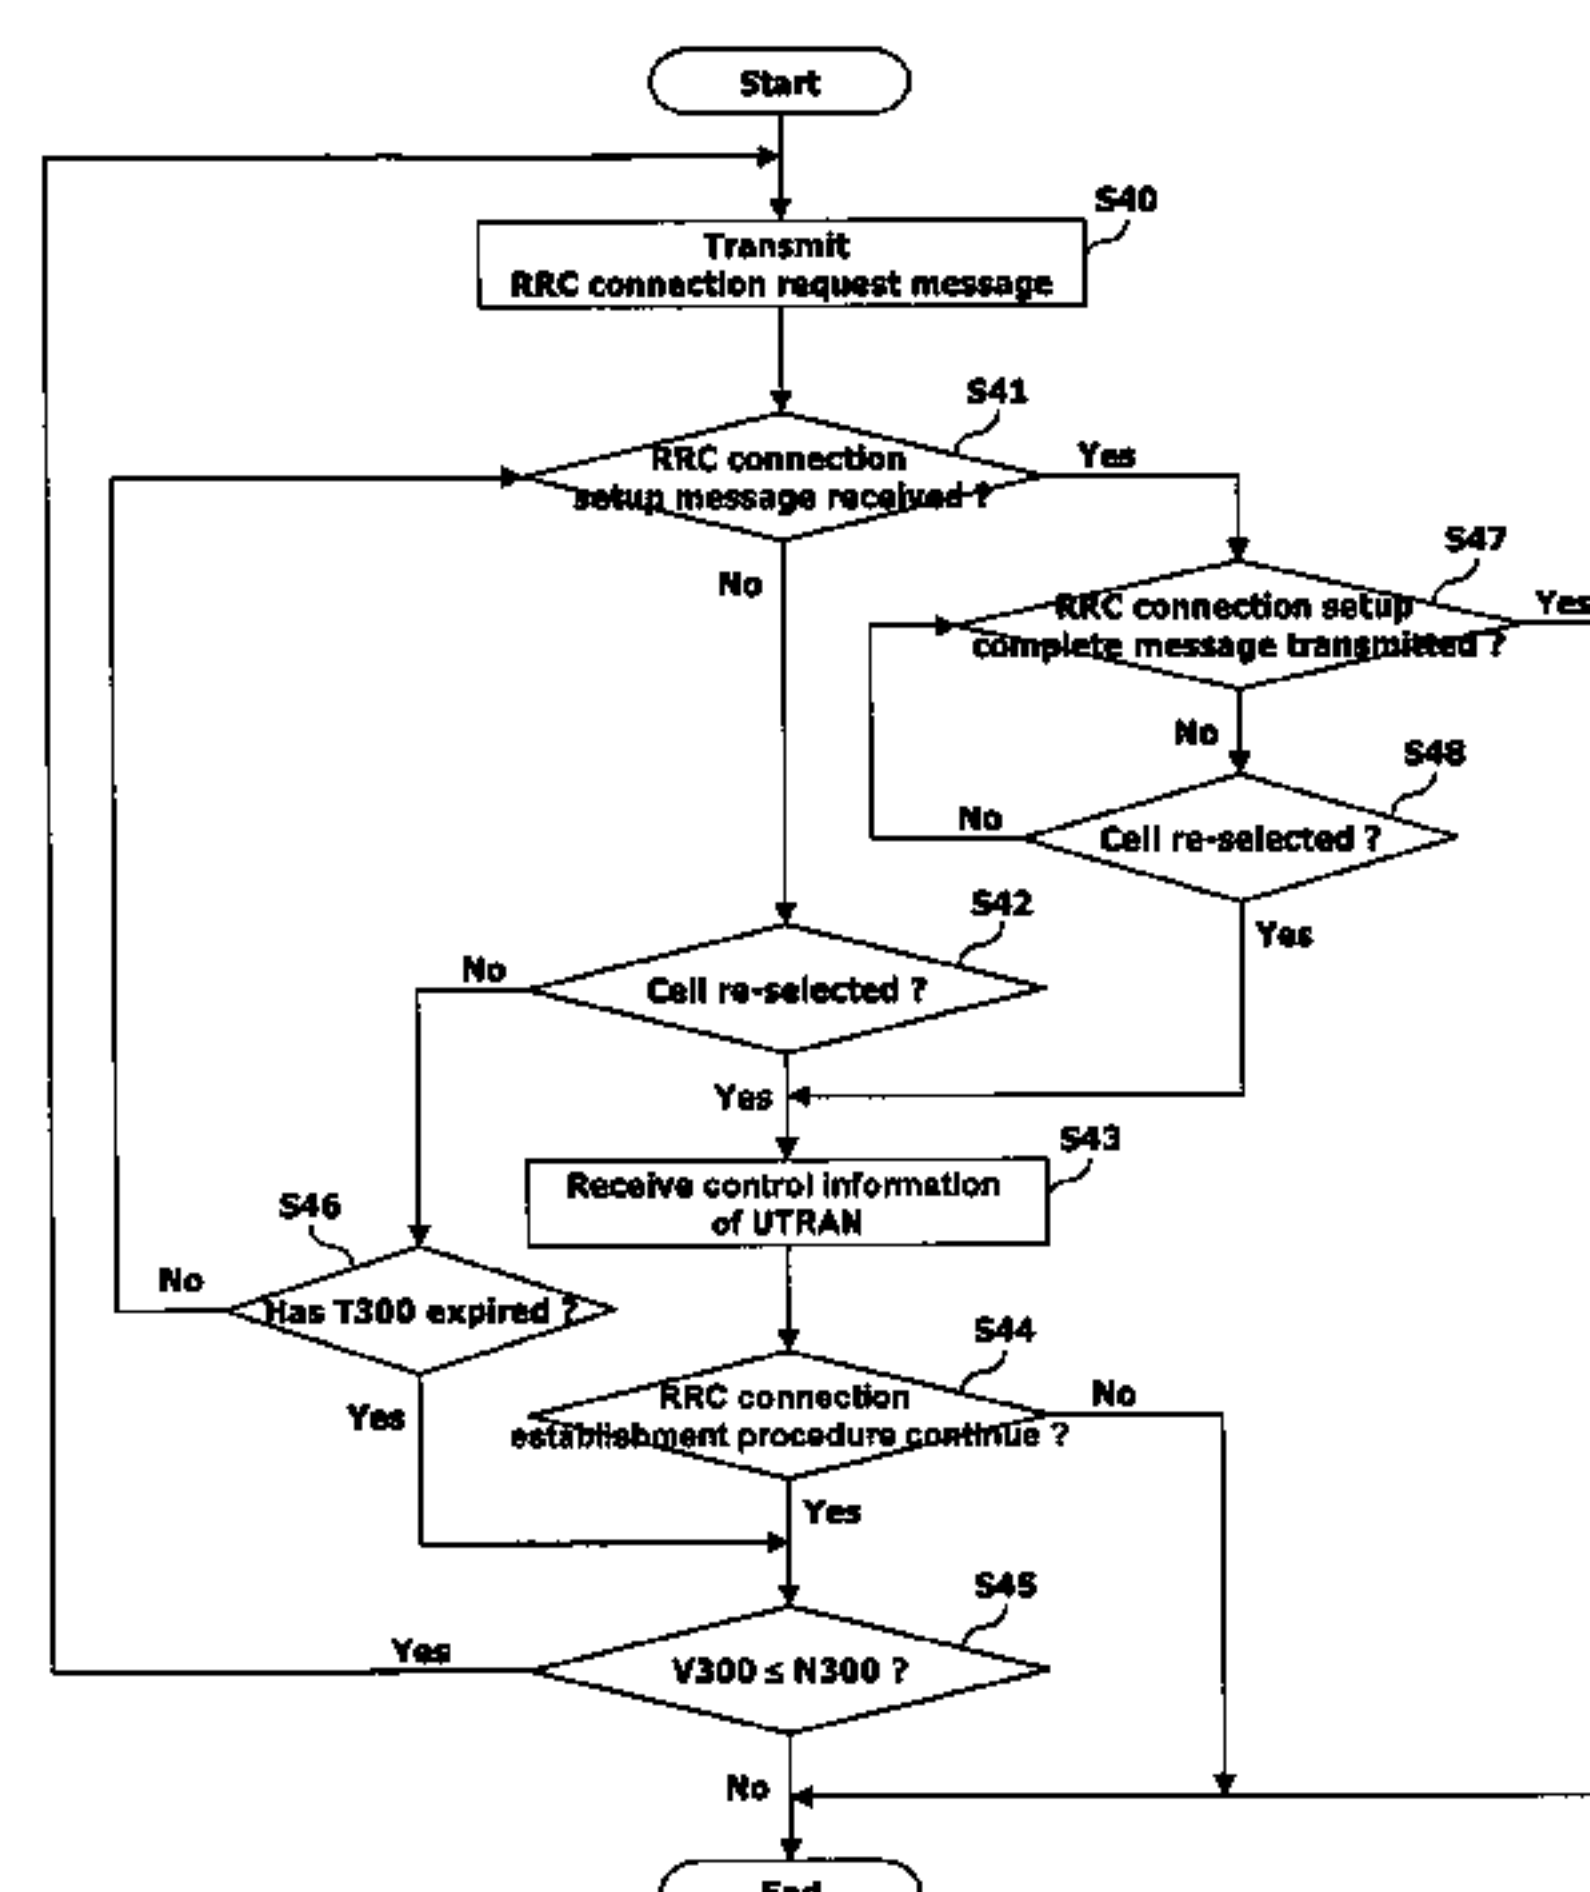 Start
S40
Transmit
RRC connection request message
S41
RRC connection
setup message received ?
Yes
No
S47
RRC connection setup
complete message transmitted ?
Yes
No
S48
Cell re-selected ?
No
Yes
S42
Cell re-selected ?
No
Yes
S43
Receive control information
of UTRAN
S46
Has T300 expired ?
No
Yes
S44
RRC connection
establishment procedure continue ?
No
Yes
S45
V300 ≤ N300 ?
Yes
No
End